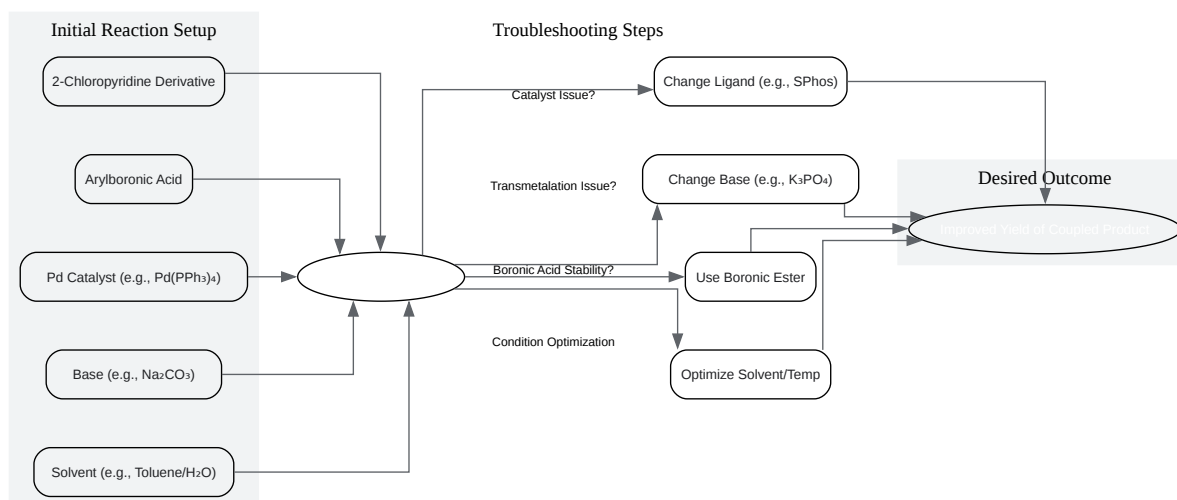 Initial Reaction Setup
Troubleshooting Steps
2-Chloropyridine Derivative
Change Ligand (e.g., SPhos)
Catalyst Issue?
Arylboronic Acid
Transmetalation Issue?
Change Base (e.g., K₃PO₄)
Desired Outcome
Improved Yield of Coupled Product
Pd Catalyst (e.g., Pd(PPh₃)₄)
Boronic Acid Stability?
Use Boronic Ester
Condition Optimization
Base (e.g., Na₂CO₃)
Optimize Solvent/Temp
Solvent (e.g., Toluene/H₂O)